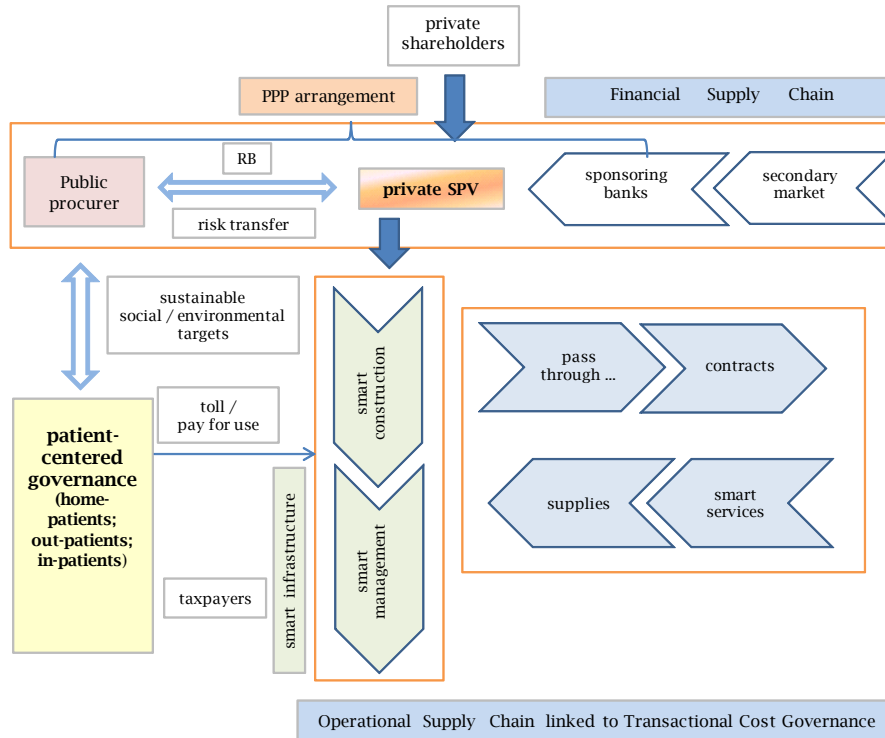 private
shareholders
PPP arrangement
Financial Supply Chain
RB
Public
procurer
private SPV
sponsoring
banks
secondary
market
risk transfer
sustainable
social / environmental
targets
smart
construction
pass
through ...
contracts
toll /
pay for use
patient-
centered
governance
(home-
patients;
out-patients;
in-patients)
supplies
smart
services
smart infrastructure
smart
management
taxpayers
Operational Supply Chain linked to Transactional Cost Governance